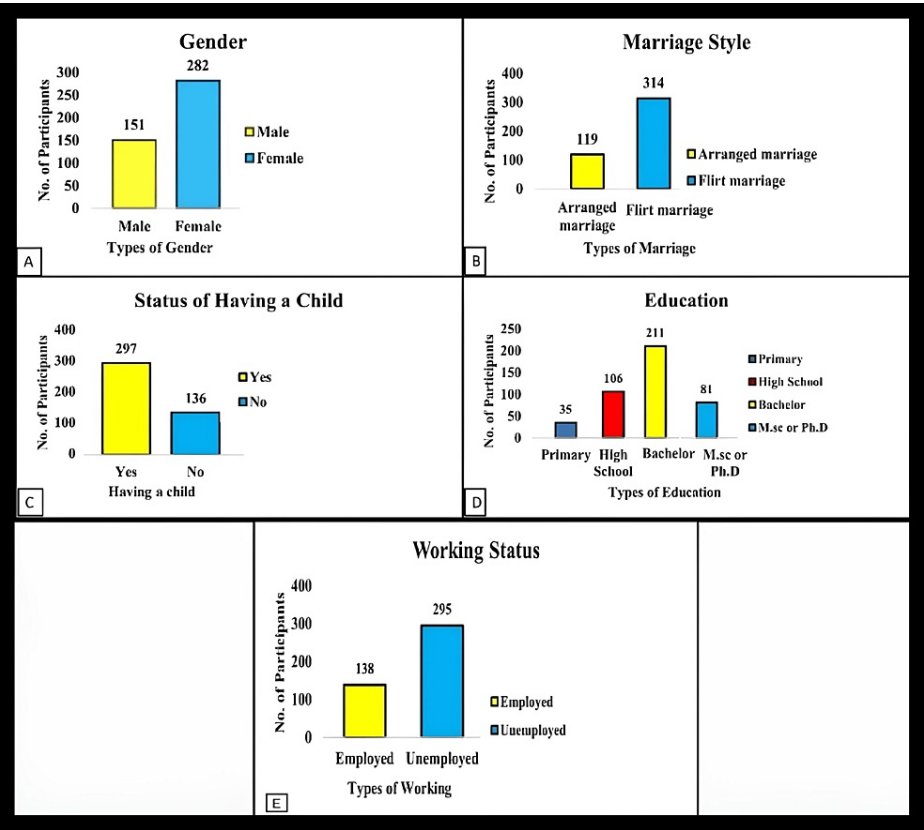 Gender
300
250
200
150
100
50
0
No. of Participants
151
282
Male
Female
Male Female
Types of Gender
A
Marriage Style
400
300
200
100
0
No. of Participants
119
314
Arranged marriage
Flirt marriage
Arranged
marriage
Flirt marriage
Types of Marriage
B
Status of Having a Child
400
300
200
100
0
No. of Participants
297
136
Yes
No
Yes No
Having a child
C
Education
250
200
150
100
50
0
No. of Participants
35
106
211
81
Primary
High School
Bachelor
M.sc or Ph.D
Primary
High
School
Bachelor
M.sc or
Ph.D
Types of Education
D
Working Status
400
300
200
100
0
No. of Participants
138
295
Employed
Unemployed
Employed Unemployed
Types of Working
E